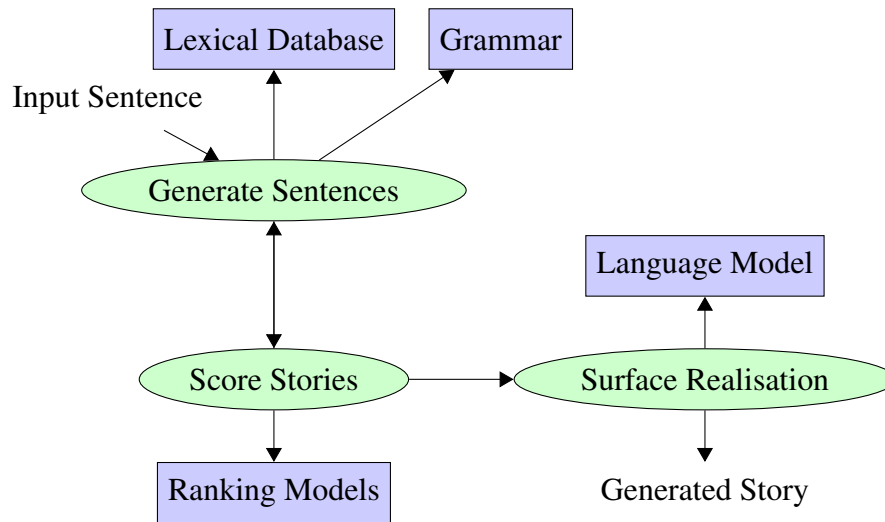 Lexical Database
Grammar
Input Sentence
Generate Sentences
Language Model
Score Stories
Surface Realisation
Ranking Models
Generated Story